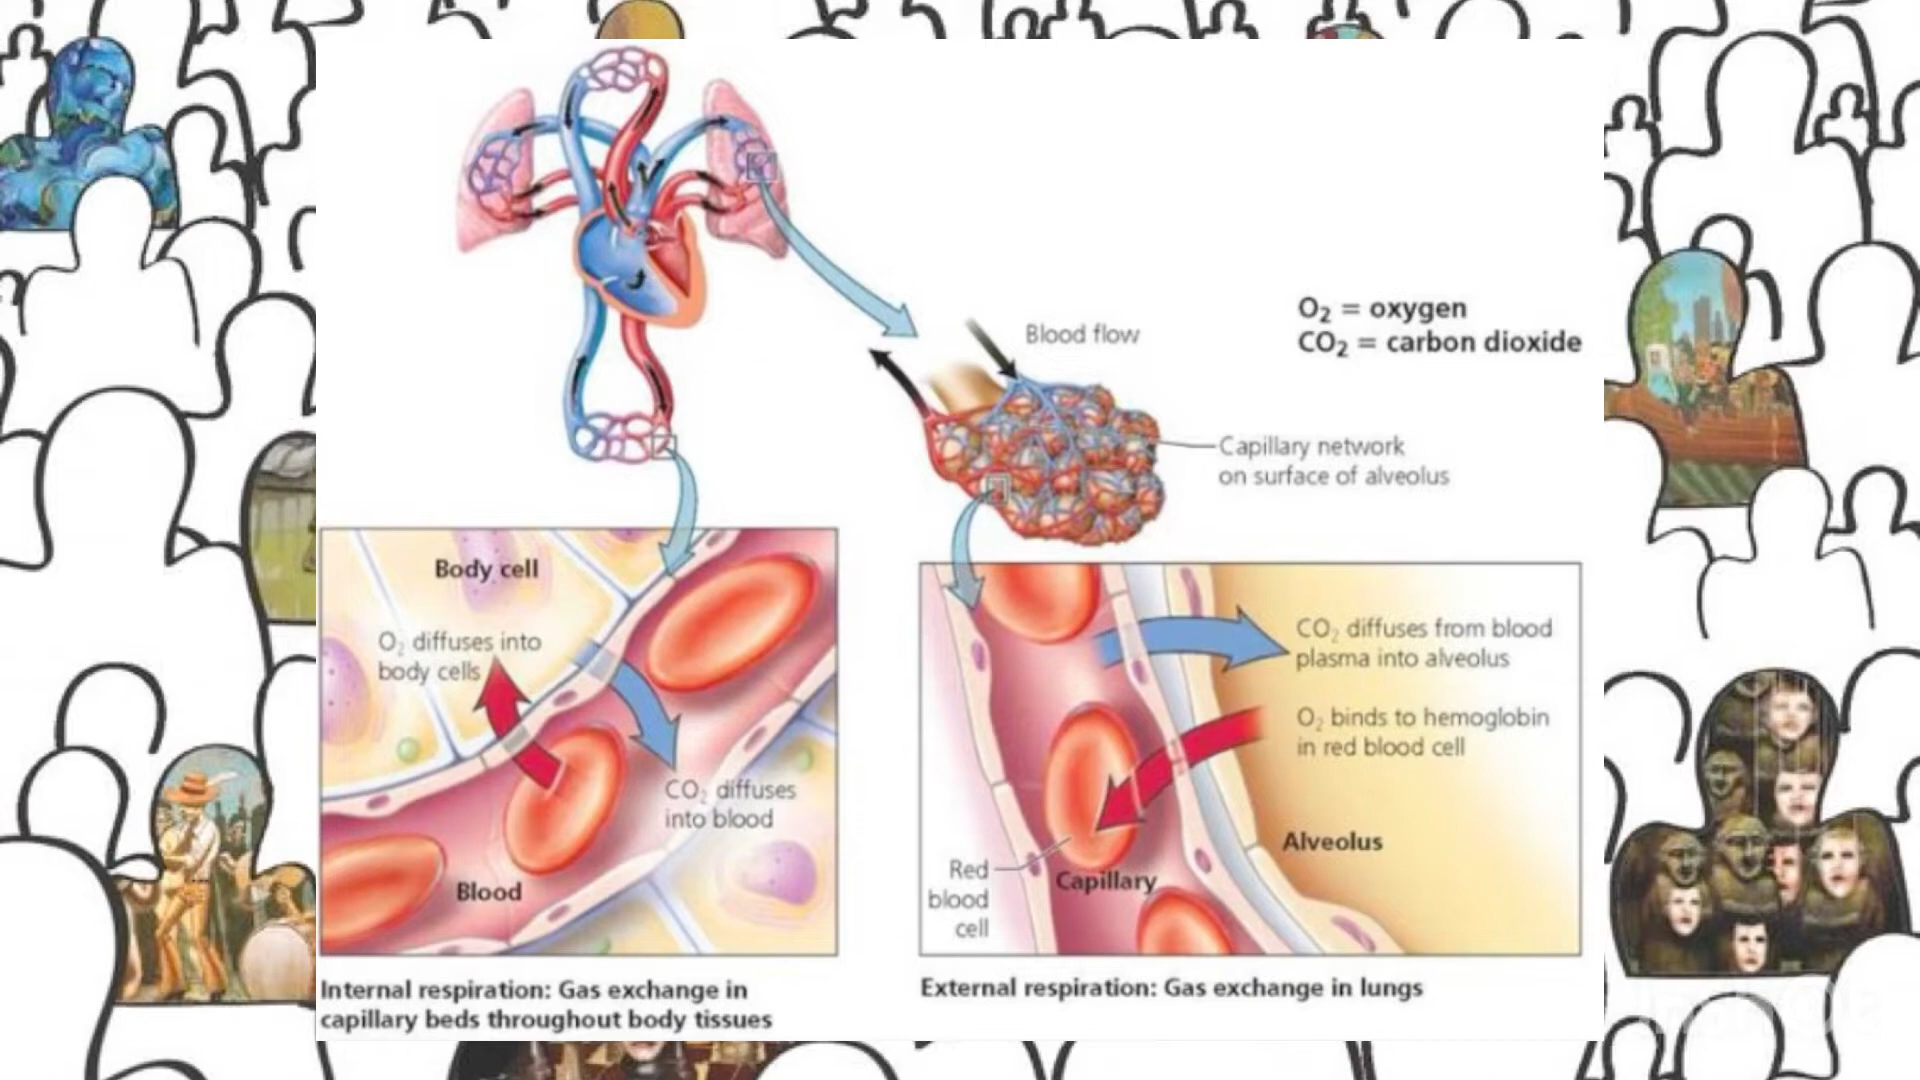 O₂ = oxygen
CO₂ = carbon dioxide
Blood flow
Capillary network
on surface of alveolus
Body cell
O₂ diffuses into
body cells
CO₂ diffuses
into blood
Blood
CO₂ diffuses from blood
plasma into alveolus
O₂ binds to hemoglobin
in red blood cell
Alveolus
Red
blood
cell
Capillary
Internal respiration: Gas exchange in
capillary beds throughout body tissues
External respiration: Gas exchange in lungs